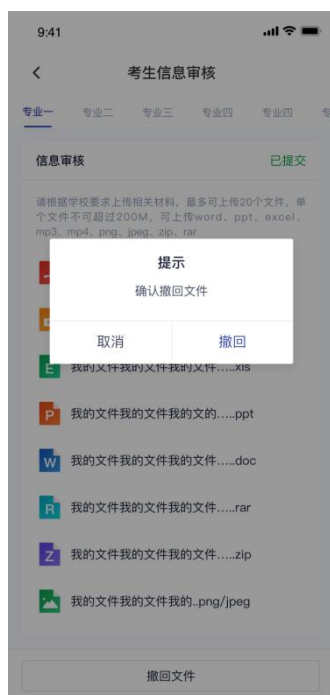 9:41
考生信息审核
专业一 专业二 专业三 专业四 专业四 专
信息审核 已提交
请根据学校要求上传相关材料，最多可上传20个文件，单
个文件不可超过200M，可上传word、ppt、excel、
mp3、mp4、png、jpeg、zip、rar
提示
确认撤回文件
取消 撤回
E 我的文件我的文件我的文件.....xls
P 我的文件我的文件我的文的.....ppt
W 我的文件我的文件我的文件.....doc
R 我的文件我的文件我的文件.....rar
Z 我的文件我的文件我的文件.....zip
我的文件我的文件我的..png/jpeg
撤回文件